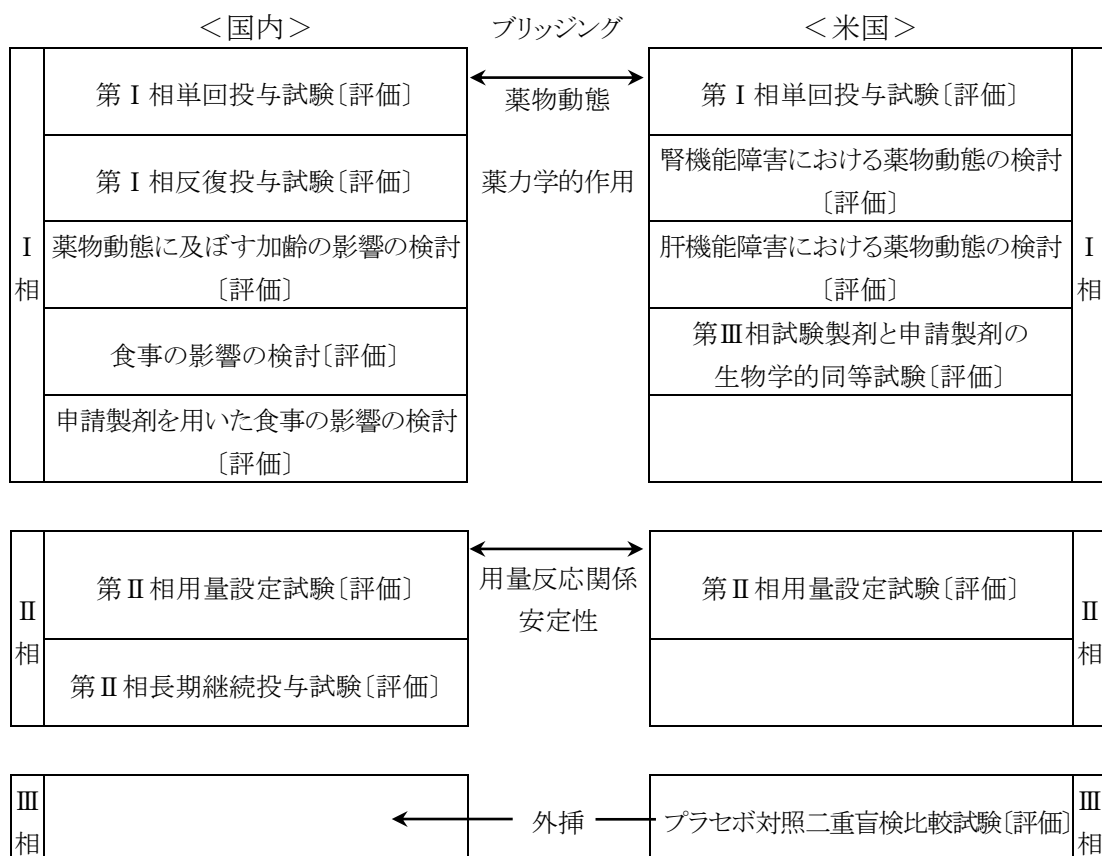 <国内> ブリッジング <米国>
第Ⅰ相単回投与試験〔評価〕
薬物動態
第Ⅰ相単回投与試験〔評価〕
第Ⅰ相反復投与試験〔評価〕
薬力学的作用
腎機能障害における薬物動態の検討
〔評価〕
Ⅰ
相
薬物動態に及ぼす加齢の影響の検討
〔評価〕
肝機能障害における薬物動態の検討
〔評価〕
Ⅰ
相
食事の影響の検討〔評価〕
第Ⅲ相試験製剤と申請製剤の
生物学的同等試験〔評価〕
申請製剤を用いた食事の影響の検討
〔評価〕
Ⅱ
相
第Ⅱ相用量設定試験〔評価〕
用量反応関係
安定性
第Ⅱ相用量設定試験〔評価〕
Ⅱ
相
第Ⅱ相長期継続投与試験〔評価〕
Ⅲ
相
外挿
プラセボ対照二重盲検比較試験〔評価〕
Ⅲ
相